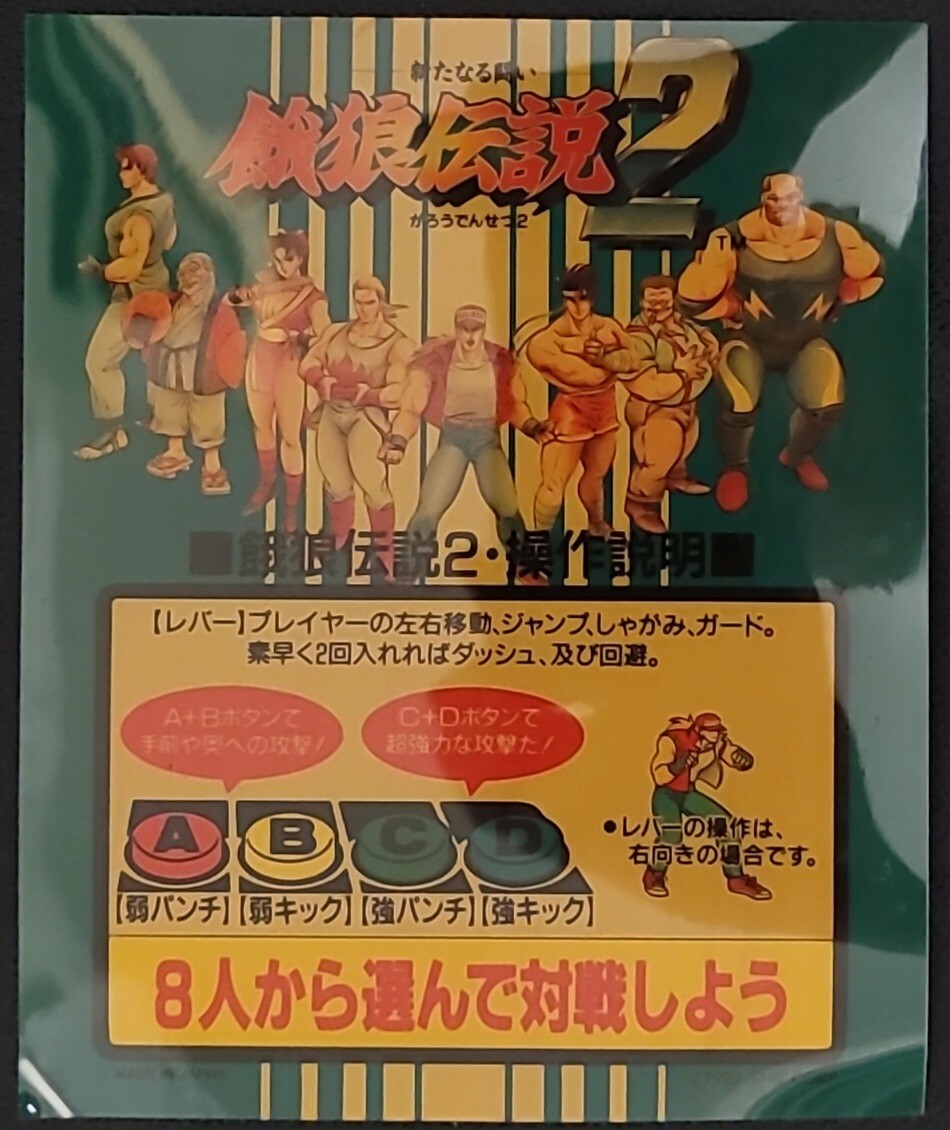 新たなる闘い
餓狼伝説2
がろうでんせつ2
TM
■餓狼伝説2・操作説明■
【レバー】プレイヤーの左右移動、ジャンプ、しゃがみ、ガード。
素早く2回入れればダッシュ、及び回避。
A+Bボタンで
手前や奥への攻撃!
C+Dボタンで
超強力な攻撃だ!
A B C D
【弱パンチ】【弱キック】【強パンチ】【強キック】
●レバーの操作は、
右向きの場合です。
8人から選んで対戦しよう